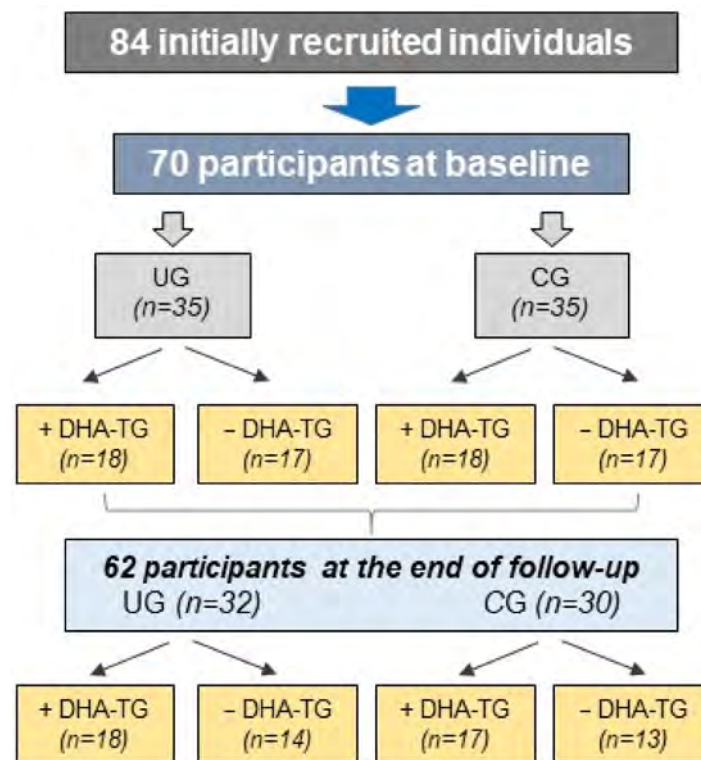 84 initially recruited individuals
70 participants at baseline
UG
(n=35)
CG
(n=35)
+ DHA-TG
(n=18)
– DHA-TG
(n=17)
+ DHA-TG
(n=18)
– DHA-TG
(n=17)
62 participants at the end of follow-up
UG (n=32) CG (n=30)
+ DHA-TG
(n=18)
– DHA-TG
(n=14)
+ DHA-TG
(n=17)
– DHA-TG
(n=13)